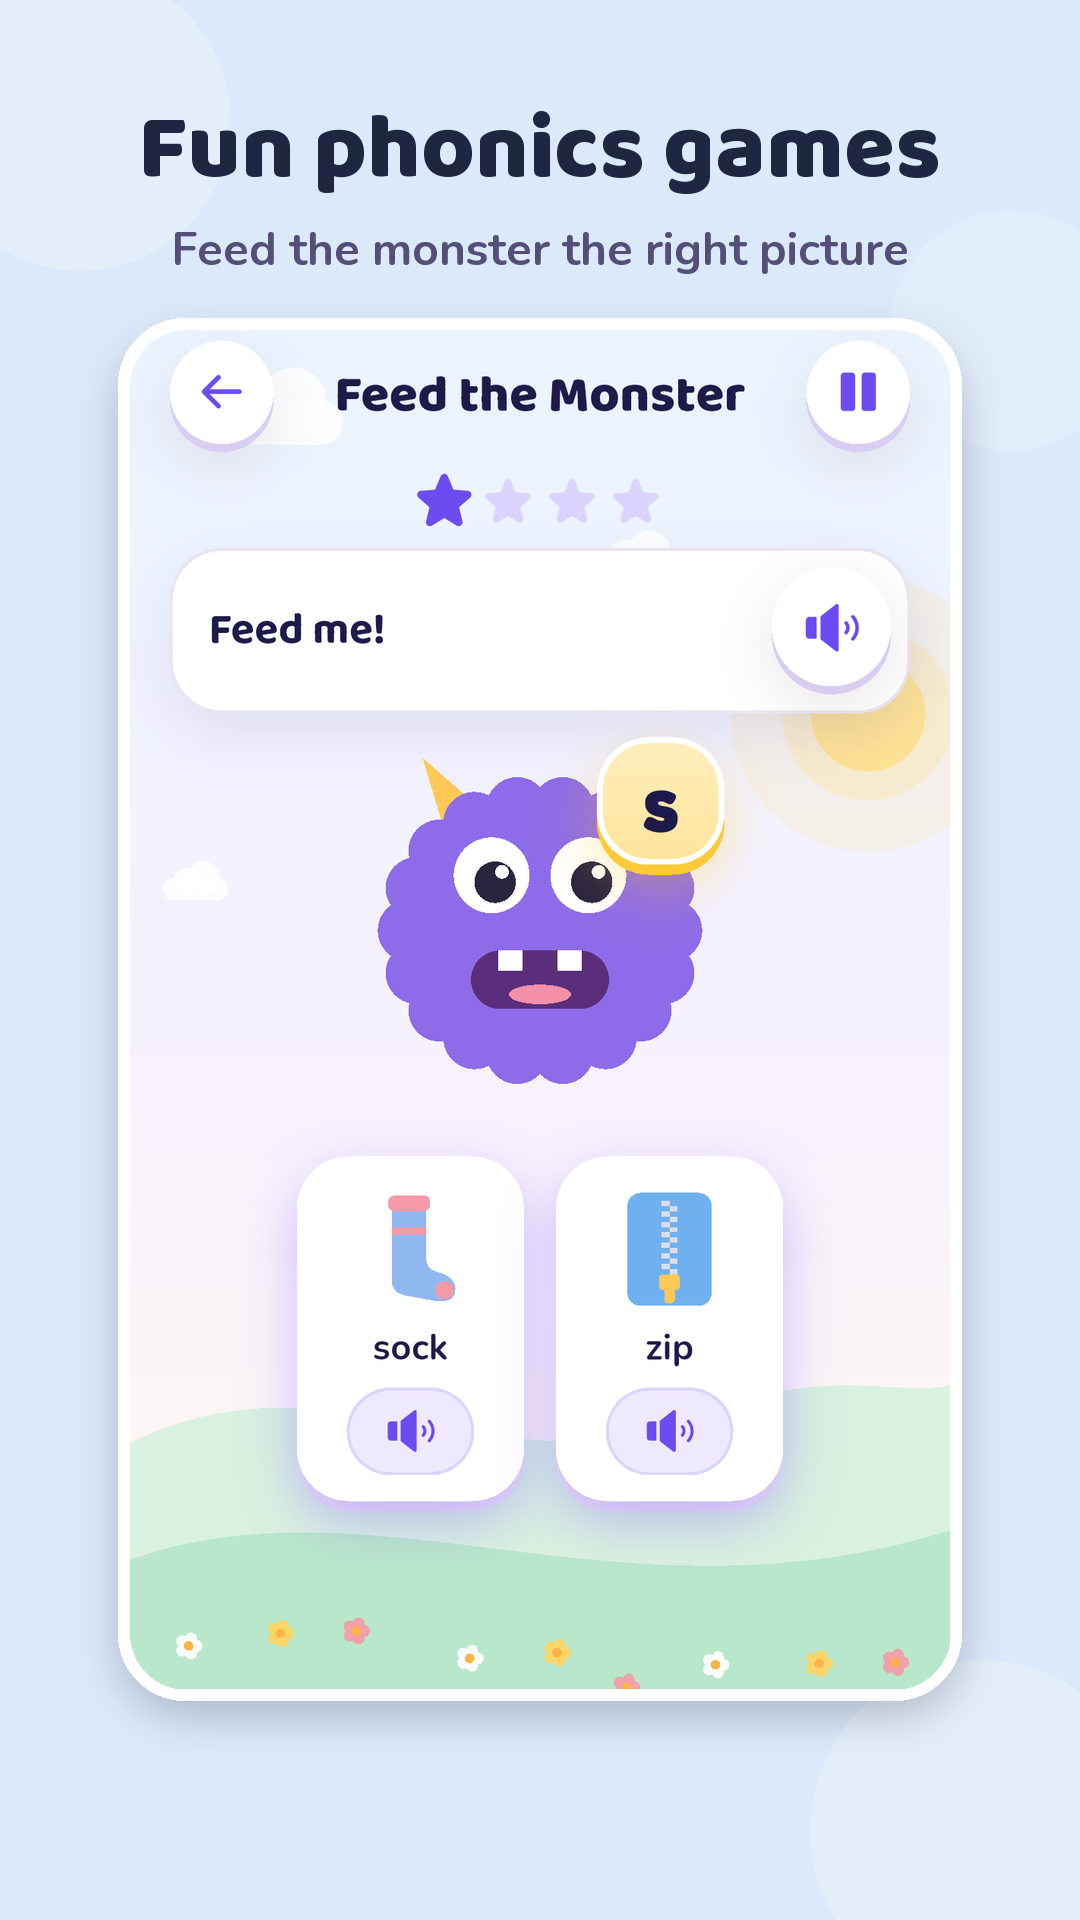 Fun phonics games
Feed the monster the right picture
Feed the Monster
Feed me!
s
sock
zip